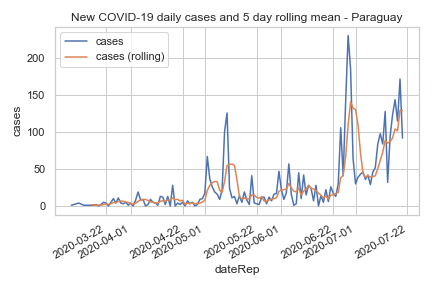 New COVID-19 daily cases and 5 day rolling mean - Paraguay
cases
cases (rolling)
cases
200
150
100
50
0
2020-03-22
2020-04-01
2020-04-22
2020-05-01
2020-05-22
2020-06-01
2020-06-22
2020-07-01
2020-07-22
dateRep